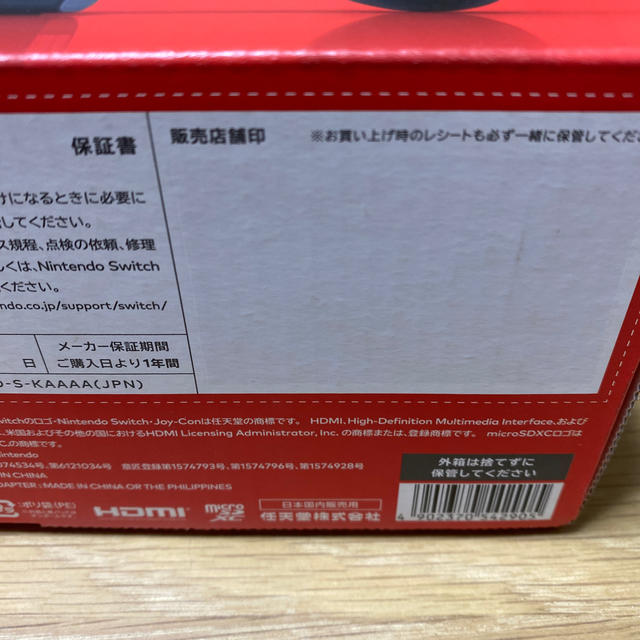 保証書
販売店舗印
※お買い上げ時のレシートも必ず一緒に保管してくださ
けになるときに必要に
してください。
ス規程、点検の依頼、修理
しくは、Nintendo Switch
ください。
ndo.co.jp/support/switch/
日
メーカー保証期間
ご購入日より1年間
-S-KAAAA(JPN)
witchのロゴ・Nintendo Switch・Joy-Conは任天堂の商標です。 HDMI、High-Definition Multimedia Interface、および
、米国およびその他の国におけるHDMI Licensing Administrator, Inc. の商標または、登録商標です。 microSDXCロゴは
の商標です。
intendo
074534号、第6121034号 意匠登録第1574793号、第1574796号、第1574928号
IN CHINA
ADAPTER : MADE IN CHINA OR THE PHILIPPINES
外箱は捨てずに
保管してください
:ポリ袋(PE)
HDMI
micro
XC
日本国内販売用
任天堂株式会社
4 902370 542905